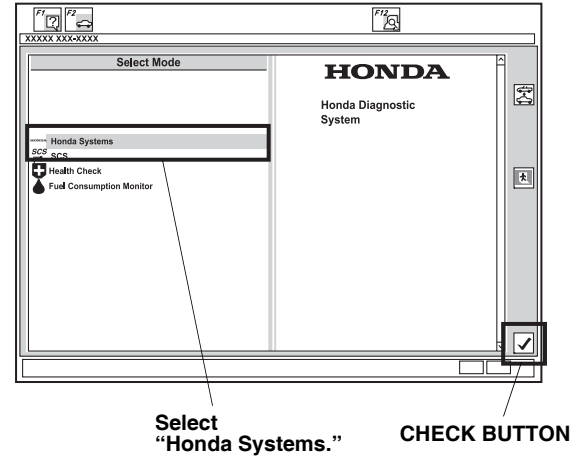 F1 F2 F12
XXXXX XXX-XXXX
Select Mode
HONDA
Honda Diagnostic
System
HONDA Honda Systems
SCS SCS
Health Check
Fuel Consumption Monitor
Select
“Honda Systems.”
CHECK BUTTON